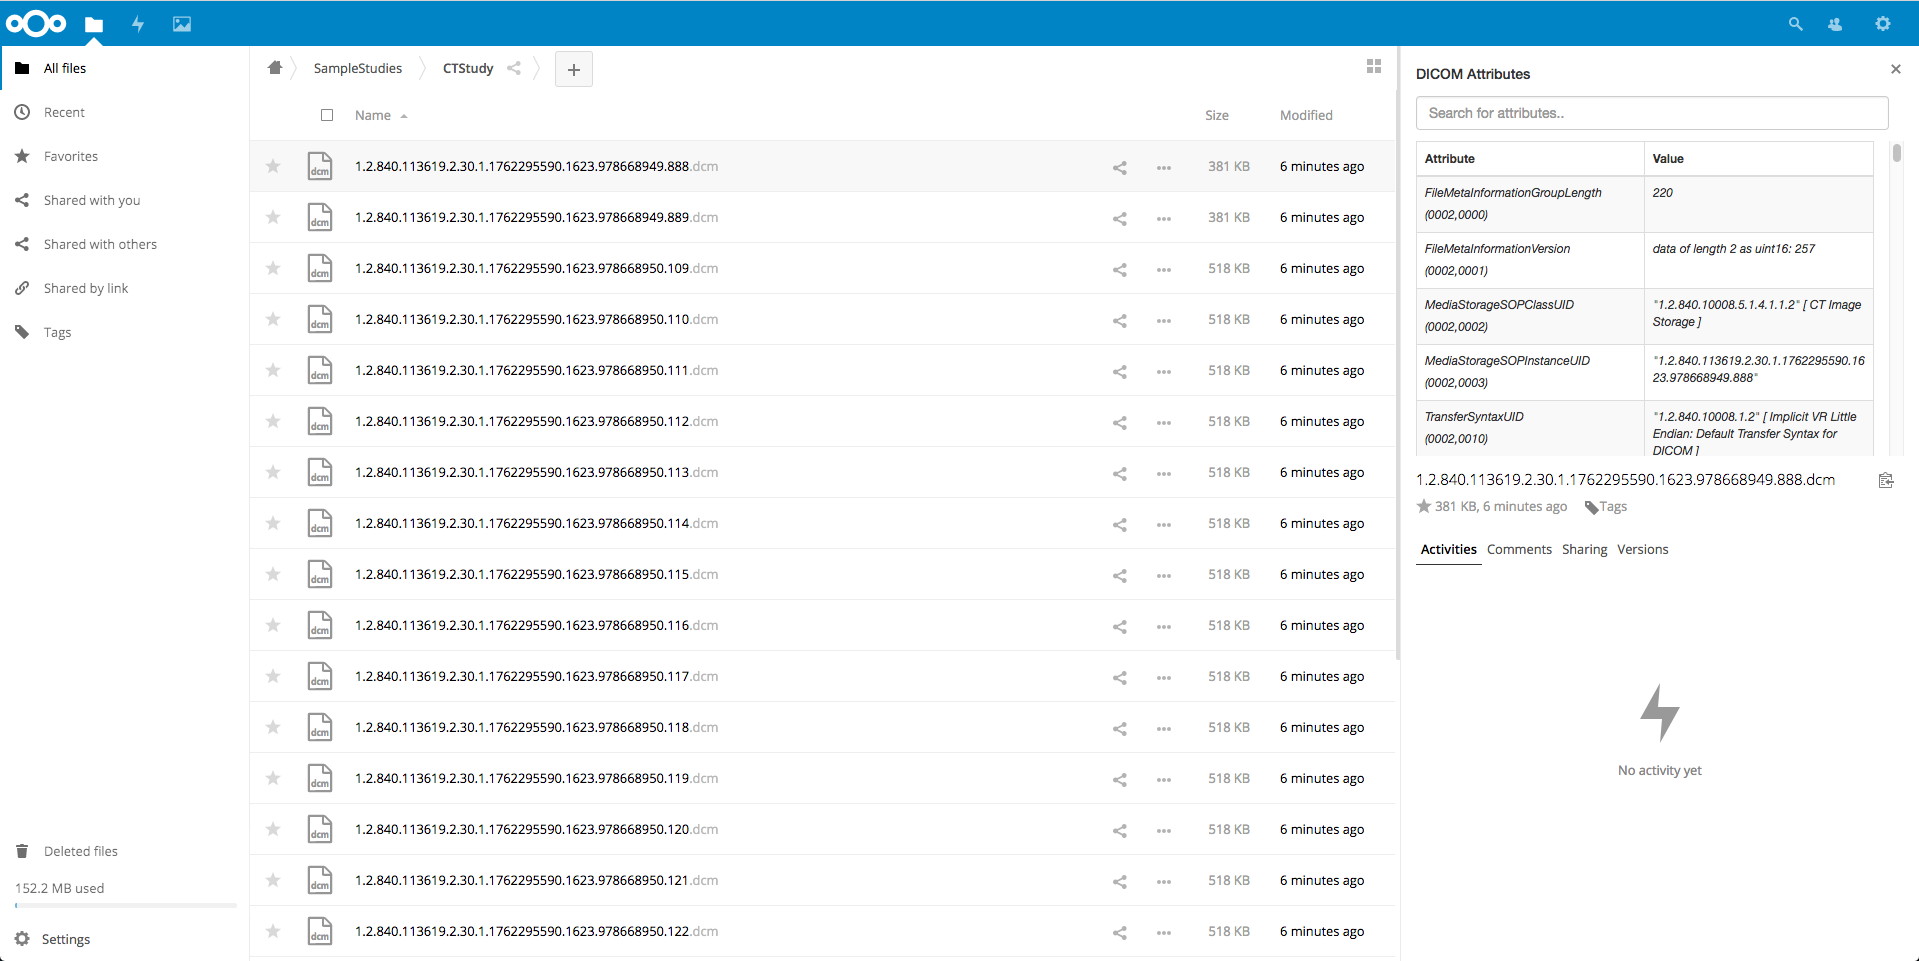 All files
Recent
Favorites
Shared with you
Shared with others
Shared by link
Tags
Deleted files
152.2 MB used
Settings
SampleStudies CTStudy +
Name Size Modified
dcm 1.2.840.113619.2.30.1.1762295590.1623.978668949.888.dcm 381 KB 6 minutes ago
dcm 1.2.840.113619.2.30.1.1762295590.1623.978668949.889.dcm 381 KB 6 minutes ago
dcm 1.2.840.113619.2.30.1.1762295590.1623.978668950.109.dcm 518 KB 6 minutes ago
dcm 1.2.840.113619.2.30.1.1762295590.1623.978668950.110.dcm 518 KB 6 minutes ago
dcm 1.2.840.113619.2.30.1.1762295590.1623.978668950.111.dcm 518 KB 6 minutes ago
dcm 1.2.840.113619.2.30.1.1762295590.1623.978668950.112.dcm 518 KB 6 minutes ago
dcm 1.2.840.113619.2.30.1.1762295590.1623.978668950.113.dcm 518 KB 6 minutes ago
dcm 1.2.840.113619.2.30.1.1762295590.1623.978668950.114.dcm 518 KB 6 minutes ago
dcm 1.2.840.113619.2.30.1.1762295590.1623.978668950.115.dcm 518 KB 6 minutes ago
dcm 1.2.840.113619.2.30.1.1762295590.1623.978668950.116.dcm 518 KB 6 minutes ago
dcm 1.2.840.113619.2.30.1.1762295590.1623.978668950.117.dcm 518 KB 6 minutes ago
dcm 1.2.840.113619.2.30.1.1762295590.1623.978668950.118.dcm 518 KB 6 minutes ago
dcm 1.2.840.113619.2.30.1.1762295590.1623.978668950.119.dcm 518 KB 6 minutes ago
dcm 1.2.840.113619.2.30.1.1762295590.1623.978668950.120.dcm 518 KB 6 minutes ago
dcm 1.2.840.113619.2.30.1.1762295590.1623.978668950.121.dcm 518 KB 6 minutes ago
dcm 1.2.840.113619.2.30.1.1762295590.1623.978668950.122.dcm 518 KB 6 minutes ago
DICOM Attributes
Search for attributes..
Attribute Value
FileMetaInformationGroupLength 220
(0002,0000)
FileMetaInformationVersion data of length 2 as uint16: 257
(0002,0001)
MediaStorageSOPClassUID "1.2.840.10008.5.1.4.1.1.2" [ CT Image
(0002,0002) Storage ]
MediaStorageSOPInstanceUID "1.2.840.113619.2.30.1.1762295590.16
(0002,0003) 23.978668949.888"
TransferSyntaxUID "1.2.840.10008.1.2" [ Implicit VR Little
(0002,0010) Endian: Default Transfer Syntax for
DICOM ]
1.2.840.113619.2.30.1.1762295590.1623.978668949.888.dcm
381 KB, 6 minutes ago Tags
Activities Comments Sharing Versions
No activity yet